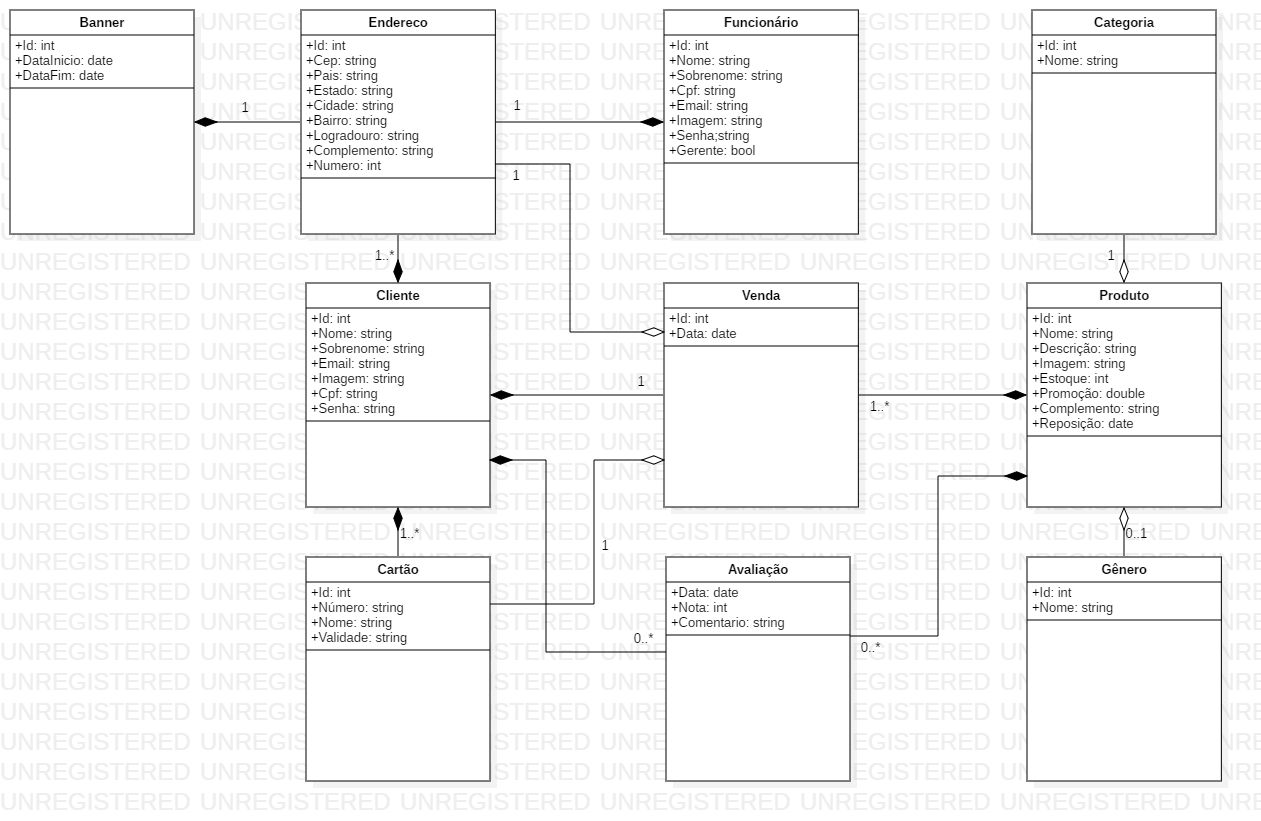 Banner
+Id: int
+DataInicio: date
+DataFim: date
1
Endereco
+Id: int
+Cep: string
+Pais: string
+Estado: string
+Cidade: string
+Bairro: string
+Logradouro: string
+Complemento: string
+Numero: int
1
1
Funcionário
+Id: int
+Nome: string
+Sobrenome: string
+Cpf: string
+Email: string
+Imagem: string
+Senha;string
+Gerente: bool
Categoria
+Id: int
+Nome: string
1..*
1
Cliente
+Id: int
+Nome: string
+Sobrenome: string
+Email: string
+Imagem: string
+Cpf: string
+Senha: string
1
Venda
+Id: int
+Data: date
1..*
Produto
+Id: int
+Nome: string
+Descrição: string
+Imagem: string
+Estoque: int
+Promoção: double
+Complemento: string
+Reposição: date
1..*
1
0..1
Cartão
+Id: int
+Número: string
+Nome: string
+Validade: string
0..*
Avaliação
+Data: date
+Nota: int
+Comentario: string
0..*
Gênero
+Id: int
+Nome: string
UNREGISTERED